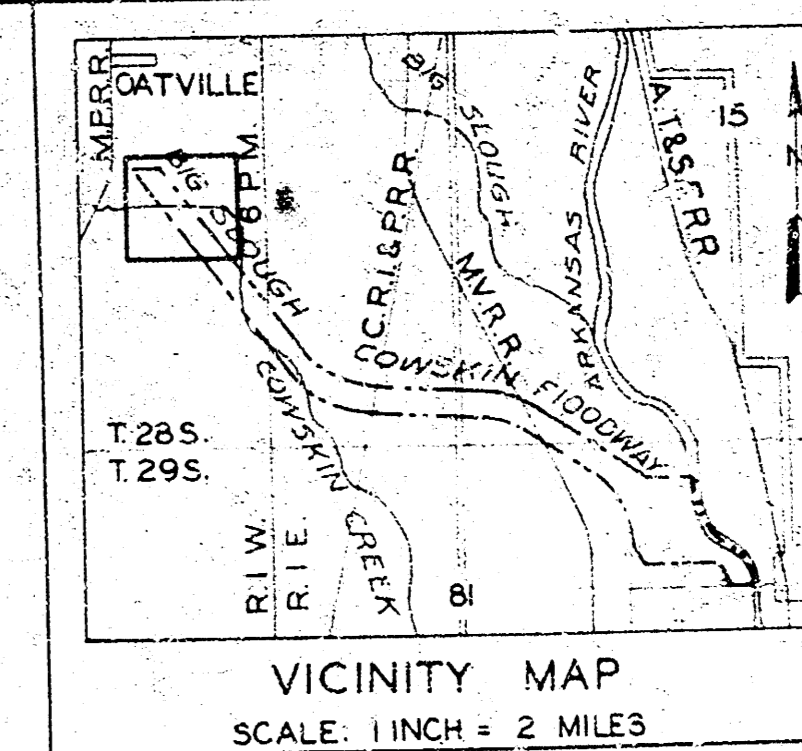 M.P.R.R.
OATVILLE
BIG SLOUGH
6 P.M.
BIG SLOUGH
C.R.I.&P.R.R.
M.V.R.R.
ARKANSAS RIVER
A.T.&S.F.R.R.
15
N
COWSKIN FLOODWAY
COWSKIN CREEK
T. 28 S.
T. 29 S.
R. 1 W.
R. 1 E.
81
VICINITY MAP
SCALE: 1 INCH = 2 MILES